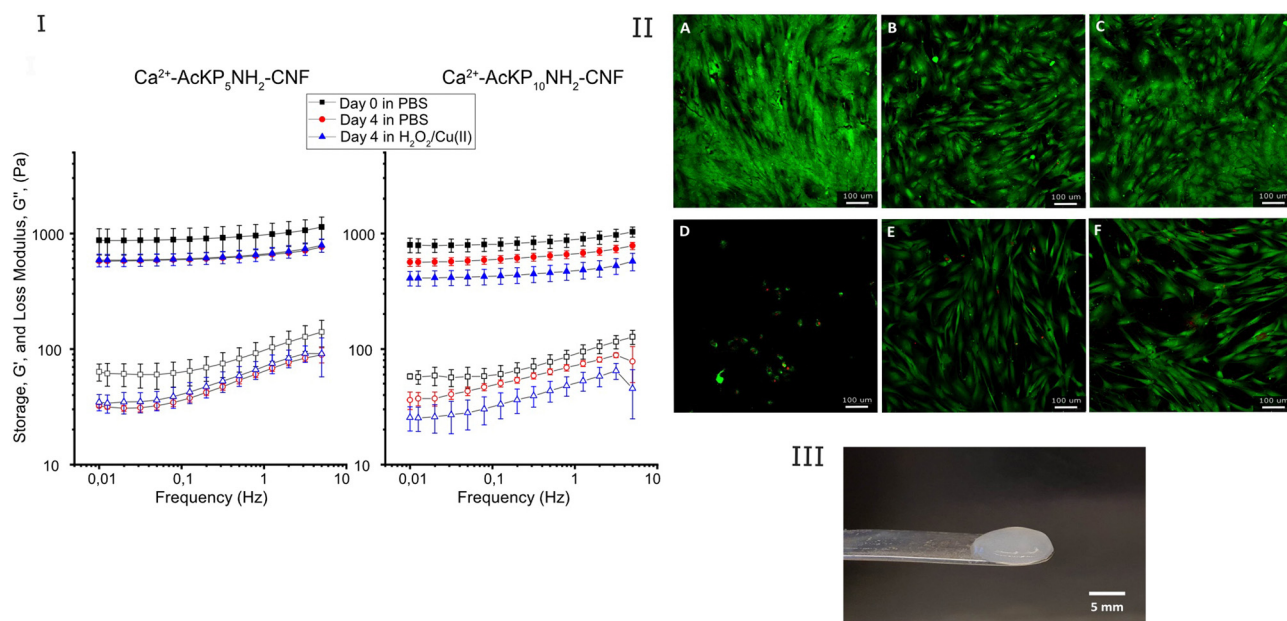 I
Ca²⁺-AcKP₅NH₂-CNF
Ca²⁺-AcKP₁₀NH₂-CNF
Day 0 in PBS
Day 4 in PBS
Day 4 in H₂O₂/Cu(II)
Storage, G', and Loss Modulus, G'', (Pa)
1000
100
10
1000
100
10
0,01
0,1
1
10
0,01
0,1
1
10
Frequency (Hz)
Frequency (Hz)
II
A
100 um
B
100 um
C
100 um
D
100 um
E
100 um
F
100 um
III
5 mm